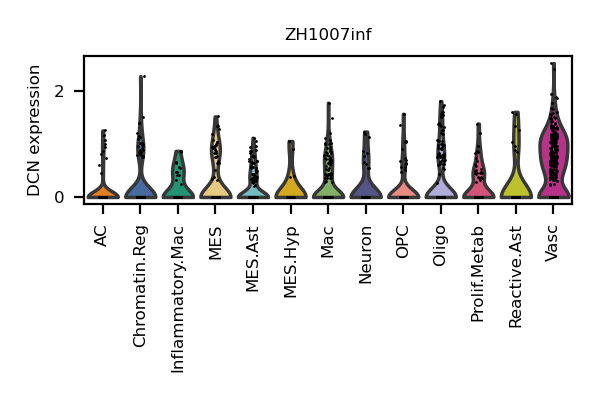 ZH1007inf
DCN expression
2
0
AC
Chromatin.Reg
Inflammatory.Mac
MES
MES.Ast
MES.Hyp
Mac
Neuron
OPC
Oligo
Prolif.Metab
Reactive.Ast
Vasc